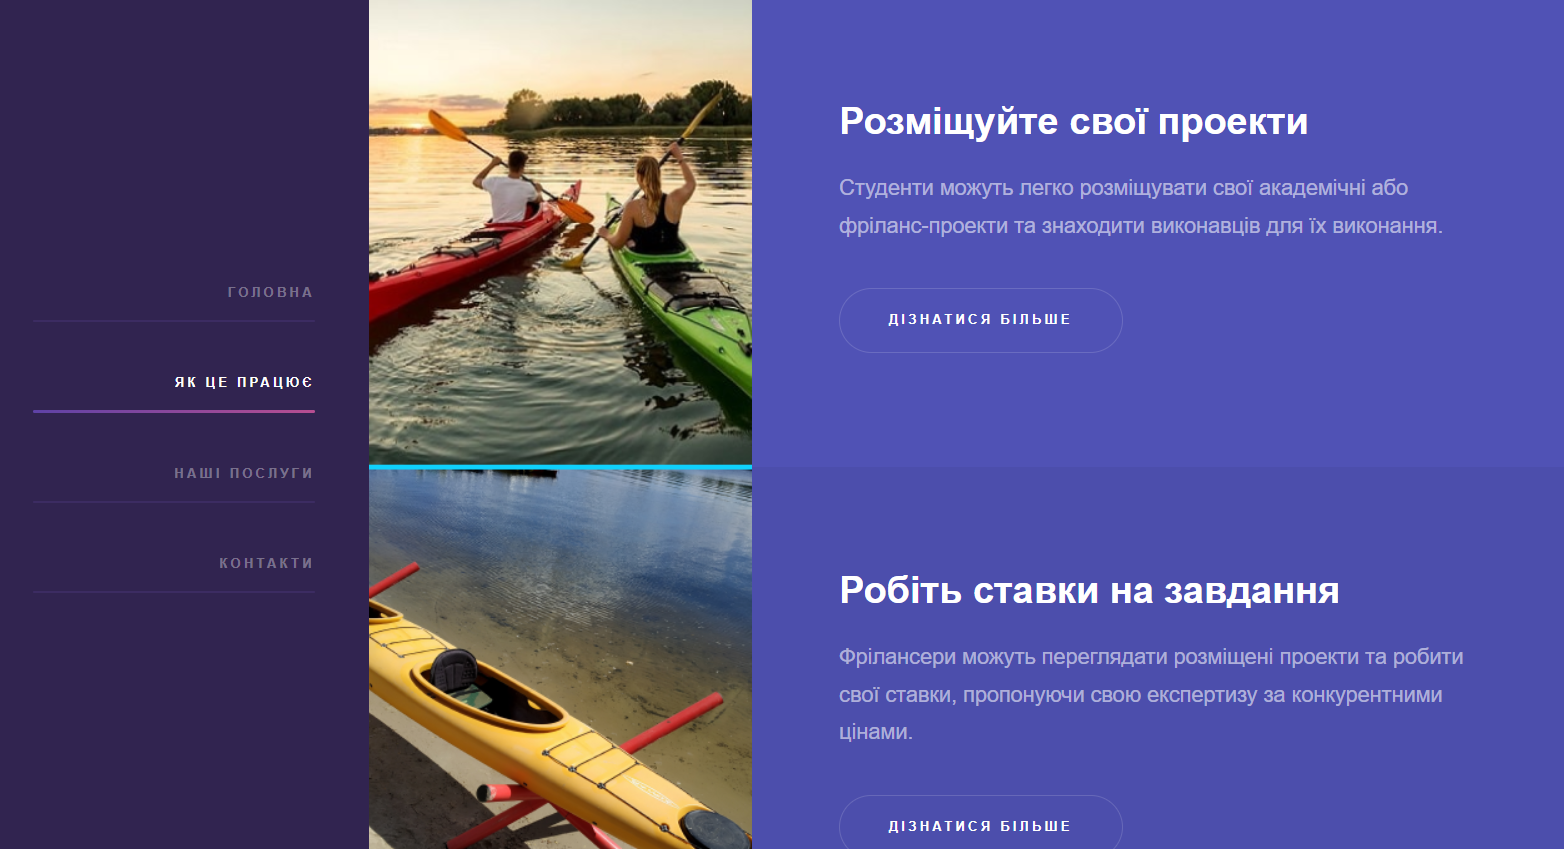 ГОЛОВНА
ЯК ЦЕ ПРАЦЮЄ
НАШІ ПОСЛУГИ
КОНТАКТИ
Розміщуйте свої проекти
Студенти можуть легко розміщувати свої академічні або
фріланс-проекти та знаходити виконавців для їх виконання.
ДІЗНАТИСЯ БІЛЬШЕ
Робіть ставки на завдання
Фрілансери можуть переглядати розміщені проекти та робити
свої ставки, пропонуючи свою експертизу за конкурентними
цінами.
ДІЗНАТИСЯ БІЛЬШЕ